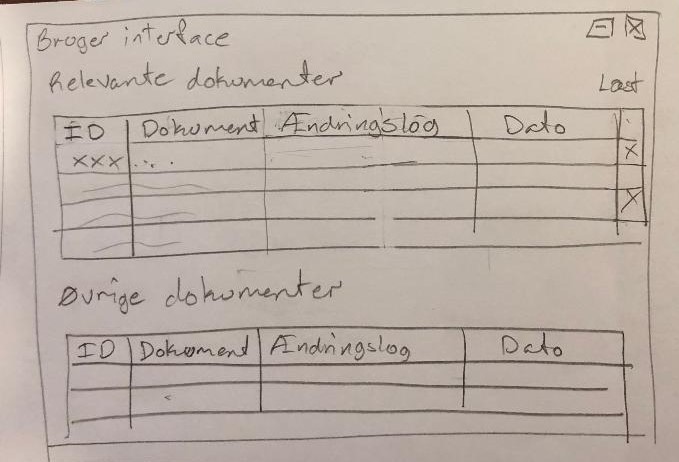 Bruger interface
Relevante dokumenter Læst
ID Dokument Ændringslog Dato
xxx ... x
x
Øvrige dokumenter
ID Dokument Ændringslog Dato